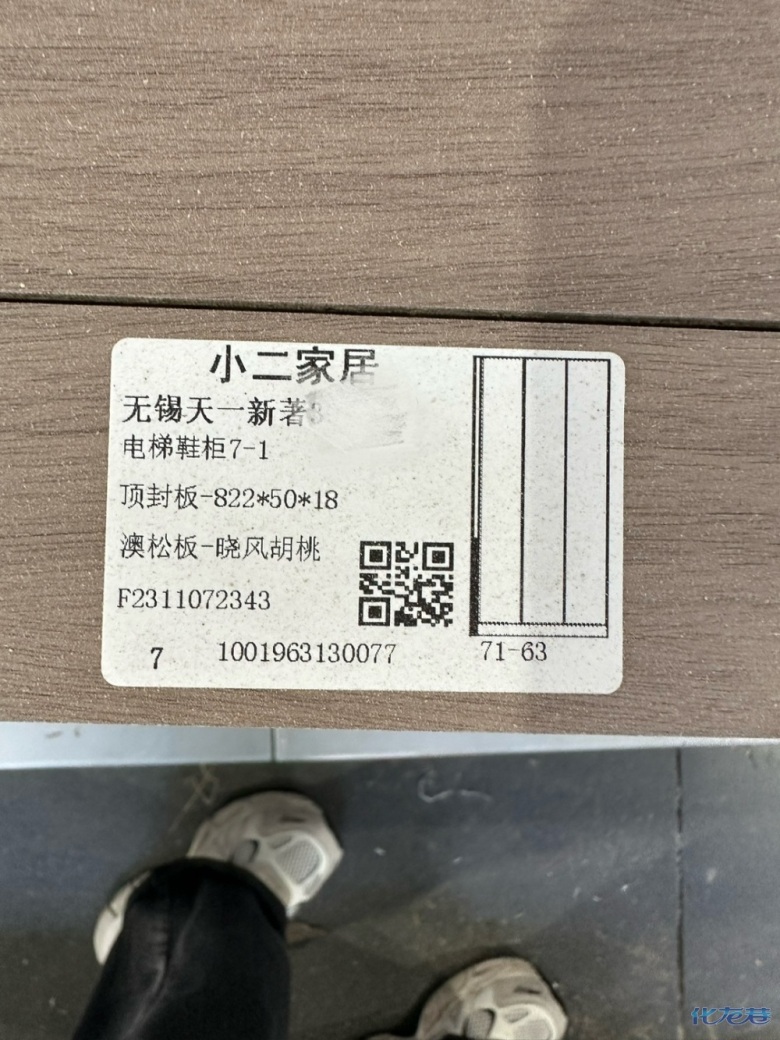 小二家居
无锡天一新著3
电梯鞋柜7-1
顶封板-822*50*18
澳松板-晓风胡桃
F2311072343
7 1001963130077 71-63
化龙巷